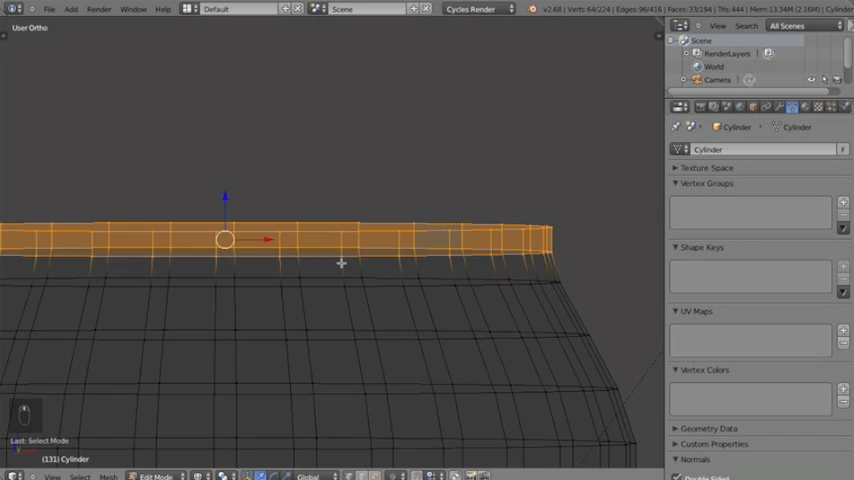 File Add Render Window Help Default Scene Cycles Render v2.68 | Verts:64/224 | Edges:96/416 | Faces:33/194 | Tris:444 | Mem:13.34M (2.16M) | Cylinder
User Ortho
View Search All Scenes
Scene
RenderLayers
World
Camera
Cylinder Cylinder
Cylinder F
Texture Space
Vertex Groups
Shape Keys
UV Maps
Vertex Colors
Geometry Data
Custom Properties
Normals
Double Sided
Last: Select Mode
(131) Cylinder
View Select Mesh Edit Mode Global